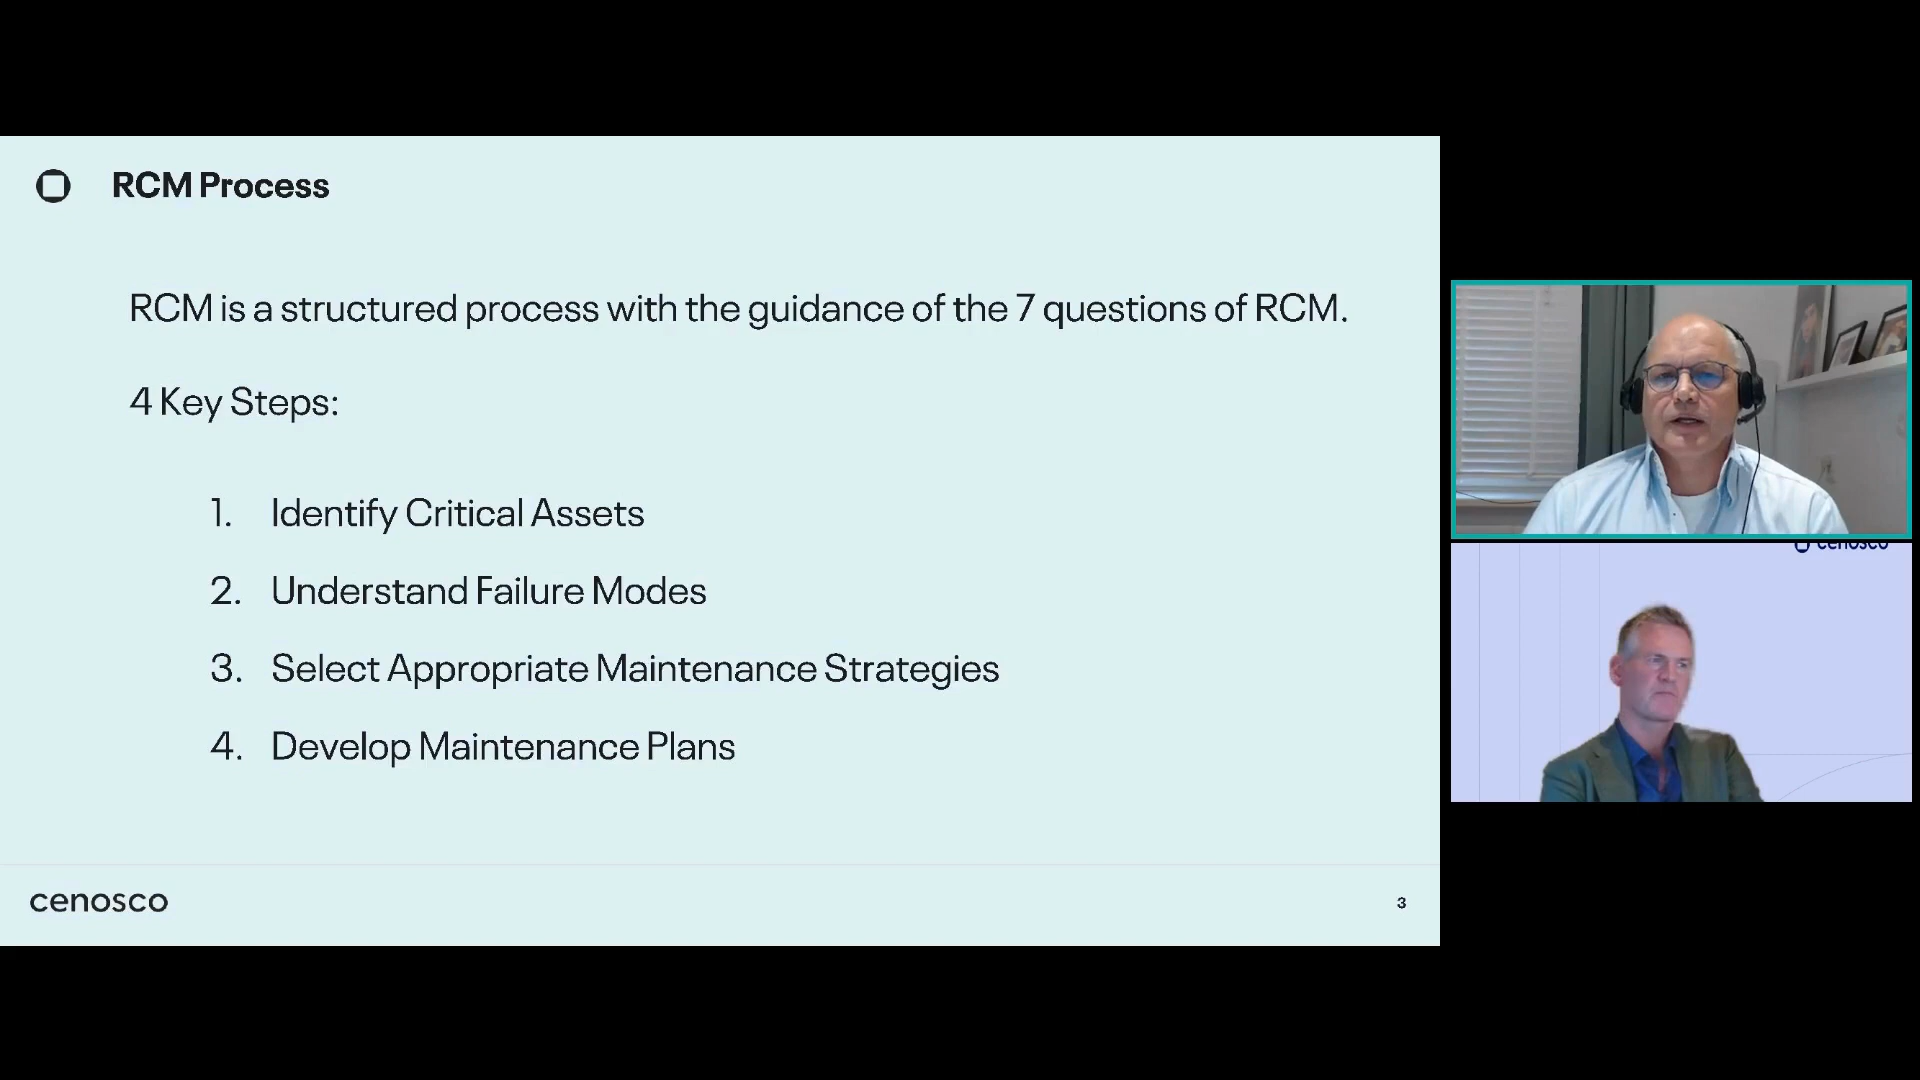 RCM Process
RCM is a structured process with the guidance of the 7 questions of RCM.
4 Key Steps:
1. Identify Critical Assets
2. Understand Failure Modes
3. Select Appropriate Maintenance Strategies
4. Develop Maintenance Plans
cenosco
3
cenosco